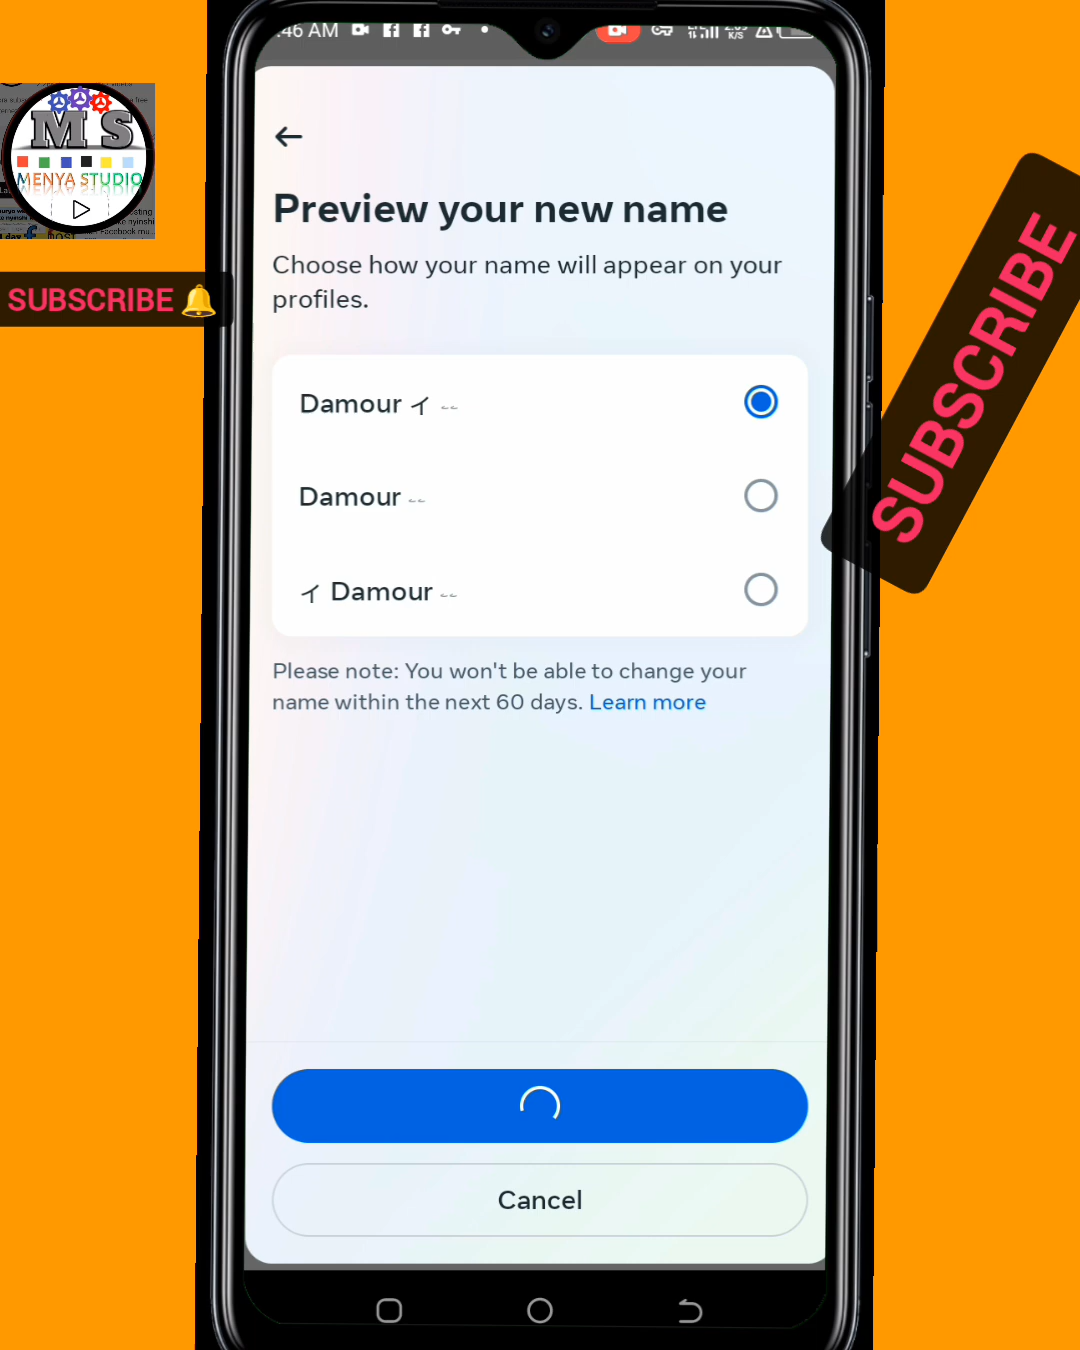 :46 AM
K/S
M S
MENYA STUDIO
SUBSCRIBE 🔔
SUBSCRIBE
Preview your new name
Choose how your name will appear on your
profiles.
Damour イ --
Damour --
イ Damour --
Please note: You won't be able to change your
name within the next 60 days. Learn more
Cancel